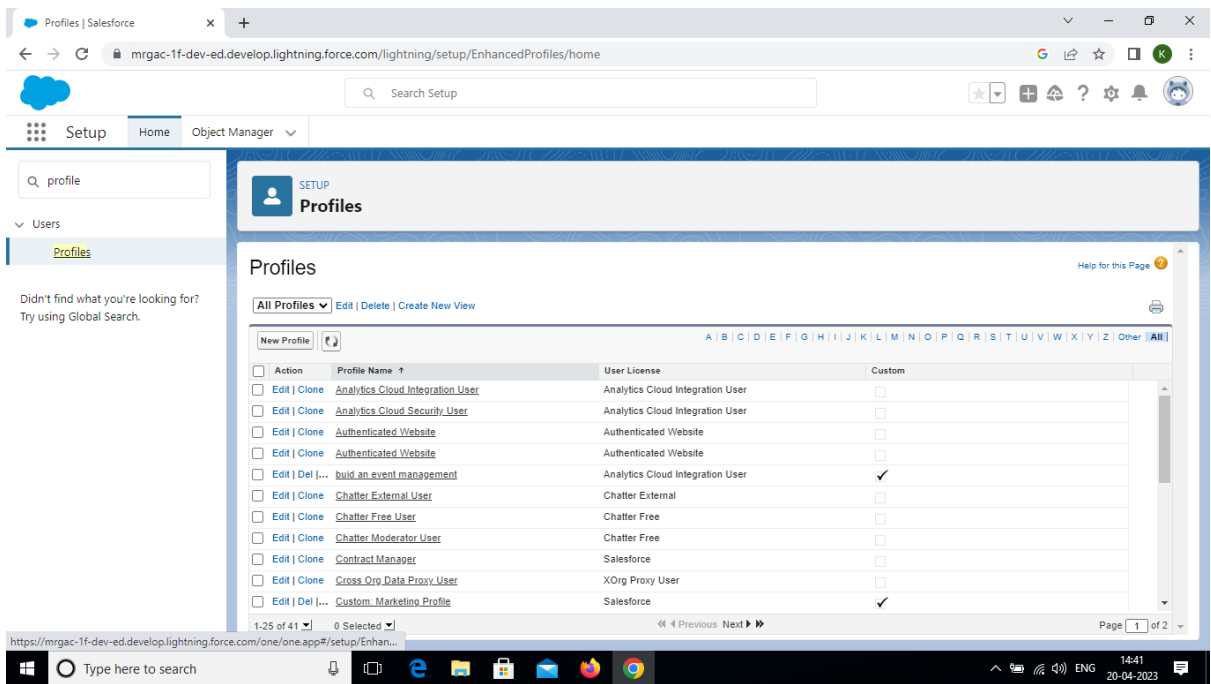 Profiles | Salesforce
mrgac-1f-dev-ed.develop.lightning.force.com/lightning/setup/EnhancedProfiles/home
G
K
Search Setup
Setup Home Object Manager
profile
Users
Profiles
Didn't find what you're looking for?
Try using Global Search.
SETUP
Profiles
Profiles
Help for this Page ?
All Profiles Edit | Delete | Create New View
New Profile
A | B | C | D | E | F | G | H | I | J | K | L | M | N | O | P | Q | R | S | T | U | V | W | X | Y | Z | Other | All |
Action Profile Name ↑ User License Custom
Edit | Clone Analytics Cloud Integration User Analytics Cloud Integration User
Edit | Clone Analytics Cloud Security User Analytics Cloud Integration User
Edit | Clone Authenticated Website Authenticated Website
Edit | Clone Authenticated Website Authenticated Website
Edit | Del |... buid an event management Analytics Cloud Integration User
Edit | Clone Chatter External User Chatter External
Edit | Clone Chatter Free User Chatter Free
Edit | Clone Chatter Moderator User Chatter Free
Edit | Clone Contract Manager Salesforce
Edit | Clone Cross Org Data Proxy User XOrg Proxy User
Edit | Del |... Custom: Marketing Profile Salesforce
1-25 of 41 0 Selected Previous Next Page 1 of 2
https://mrgac-1f-dev-ed.develop.lightning.force.com/one/one.app#/setup/Enhan...
Type here to search
ENG
14:41
20-04-2023